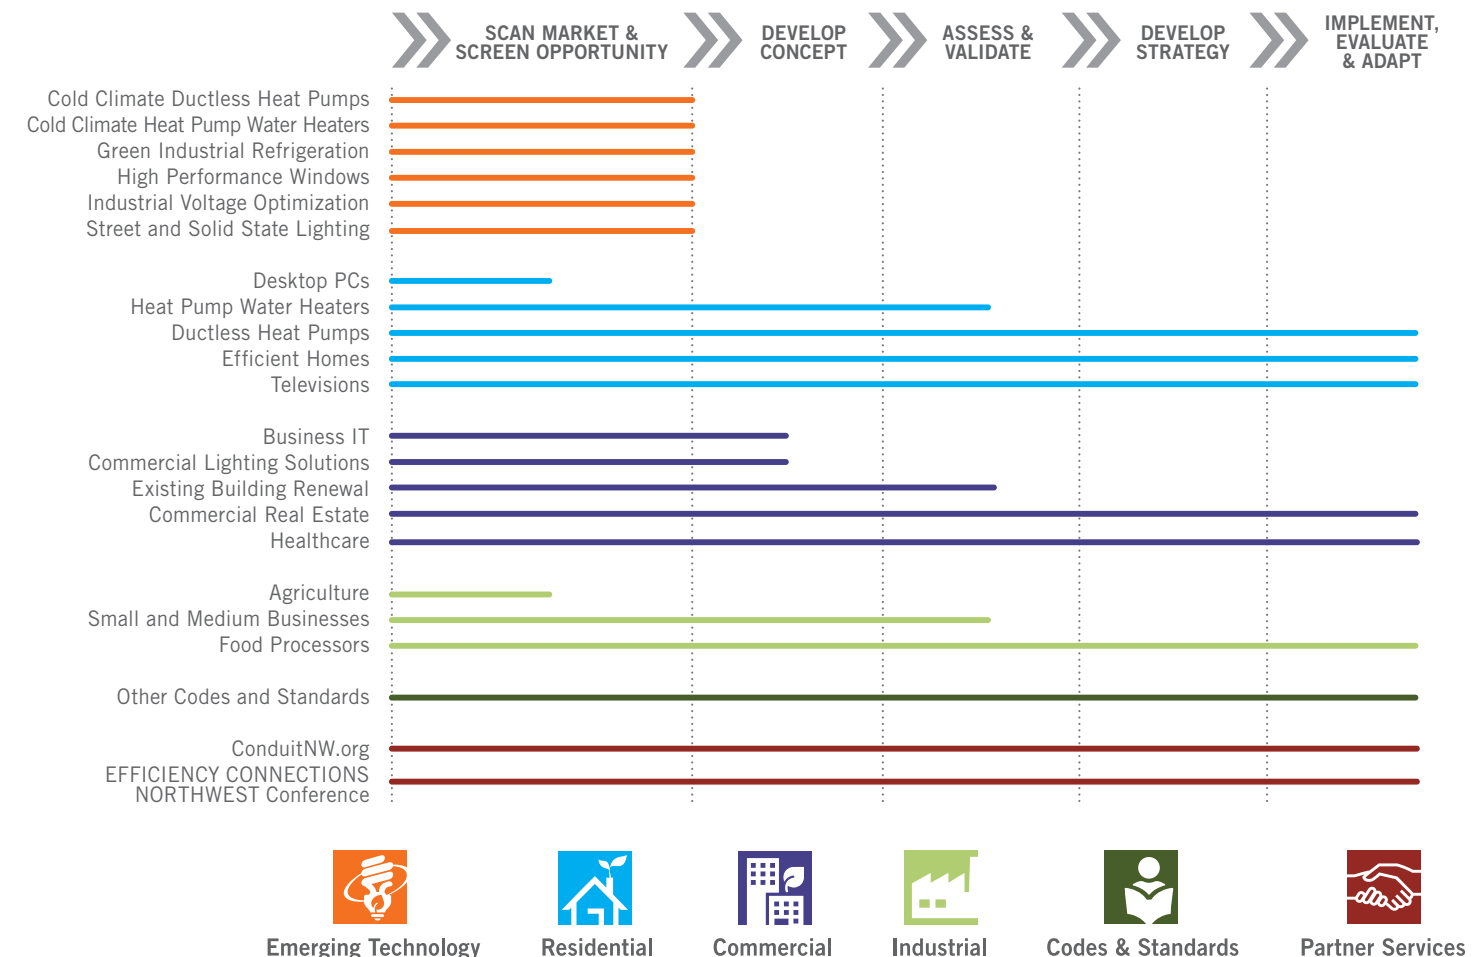 SCAN MARKET &
SCREEN OPPORTUNITY
DEVELOP
CONCEPT
ASSESS &
VALIDATE
DEVELOP
STRATEGY
IMPLEMENT,
EVALUATE
& ADAPT
Cold Climate Ductless Heat Pumps
Cold Climate Heat Pump Water Heaters
Green Industrial Refrigeration
High Performance Windows
Industrial Voltage Optimization
Street and Solid State Lighting
Desktop PCs
Heat Pump Water Heaters
Ductless Heat Pumps
Efficient Homes
Televisions
Business IT
Commercial Lighting Solutions
Existing Building Renewal
Commercial Real Estate
Healthcare
Agriculture
Small and Medium Businesses
Food Processors
Other Codes and Standards
ConduitNW.org
EFFICIENCY CONNECTIONS
NORTHWEST Conference
Emerging Technology
Residential
Commercial
Industrial
Codes & Standards
Partner Services